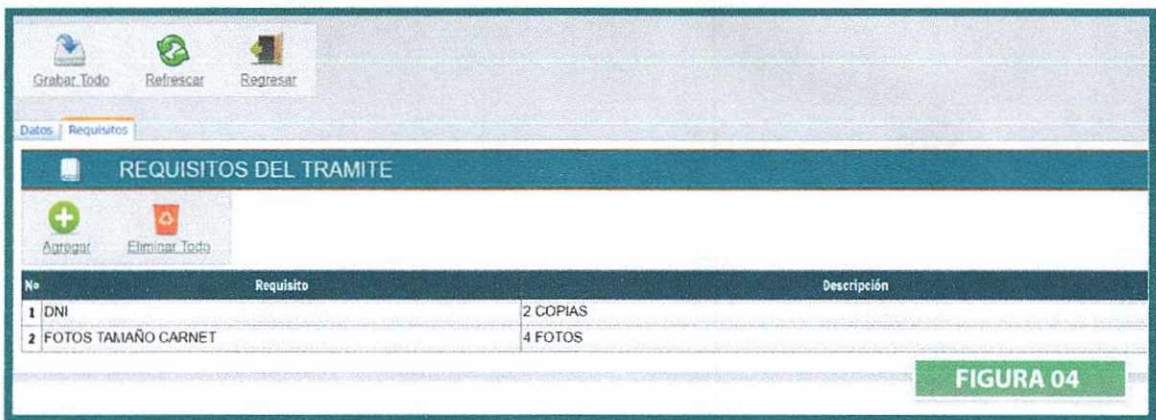 Grabar Todo Refrescar Regresar
Datos Requisitos
REQUISITOS DEL TRAMITE
Agregar Eliminar Todo
No Requisito Descripción
1 DNI 2 COPIAS
2 FOTOS TAMAÑO CARNET 4 FOTOS
FIGURA 04